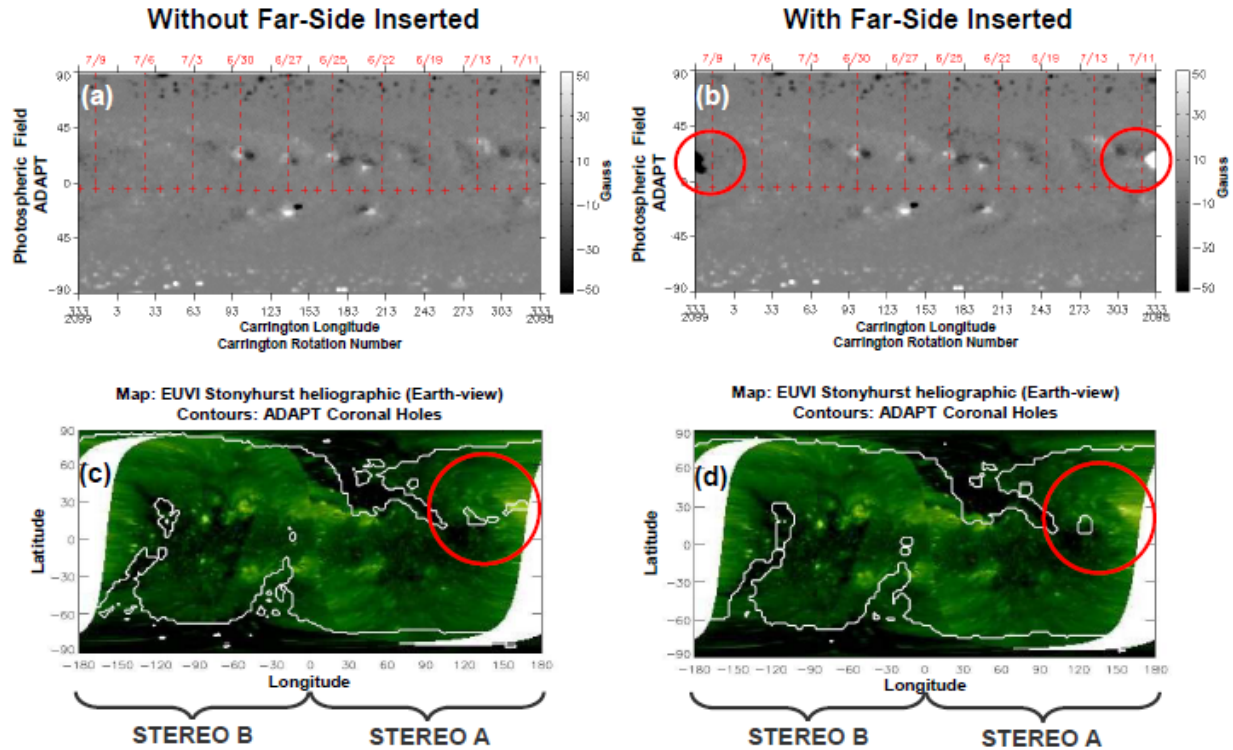 Without Far-Side Inserted
With Far-Side Inserted
7/9 7/6 7/3 6/30 6/27 6/25 6/22 6/19 7/13 7/11
7/9 7/6 7/3 6/30 6/27 6/25 6/22 6/19 7/13 7/11
(a)
(b)
Photospheric Field
ADAPT
90
45
0
45
-90
50
30
10
-10
-30
-50
Gauss
Photospheric Field
ADAPT
90
45
0
45
-90
50
30
10
-10
-30
-50
Gauss
333 3 33 63 93 123 153 183 213 243 273 303 333
2099 2098
Carrington Longitude
Carrington Rotation Number
333 3 33 63 93 123 153 183 213 243 273 303 333
2099 2098
Carrington Longitude
Carrington Rotation Number
Map: EUVI Stonyhurst heliographic (Earth-view)
Contours: ADAPT Coronal Holes
Map: EUVI Stonyhurst heliographic (Earth-view)
Contours: ADAPT Coronal Holes
(c)
(d)
Latitude
90
60
30
0
-30
-60
-90
Latitude
90
60
30
0
-30
-60
-90
-180 -150 -120 -90 -60 -30 0 30 60 90 120 150 180
Longitude
-180 -150 -120 -90 -60 -30 0 30 60 90 120 150 180
Longitude
STEREO B STEREO A
STEREO B STEREO A